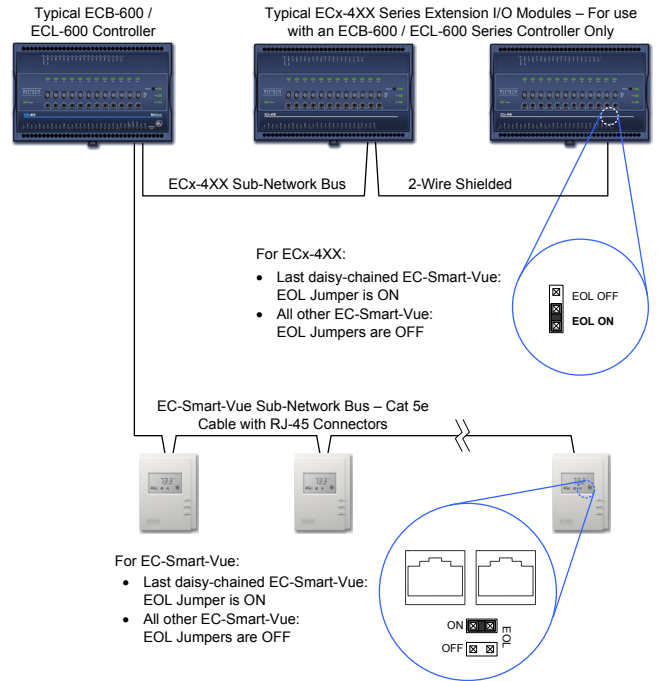 Typical ECB-600 /
ECL-600 Controller
Typical ECx-4XX Series Extension I/O Modules – For use
with an ECB-600 / ECL-600 Series Controller Only
ECx-4XX Sub-Network Bus
2-Wire Shielded
For ECx-4XX:
• Last daisy-chained EC-Smart-Vue:
EOL Jumper is ON
• All other EC-Smart-Vue:
EOL Jumpers are OFF
EOL OFF
EOL ON
EC-Smart-Vue Sub-Network Bus – Cat 5e
Cable with RJ-45 Connectors
For EC-Smart-Vue:
• Last daisy-chained EC-Smart-Vue:
EOL Jumper is ON
• All other EC-Smart-Vue:
EOL Jumpers are OFF
ON
OFF
EOL